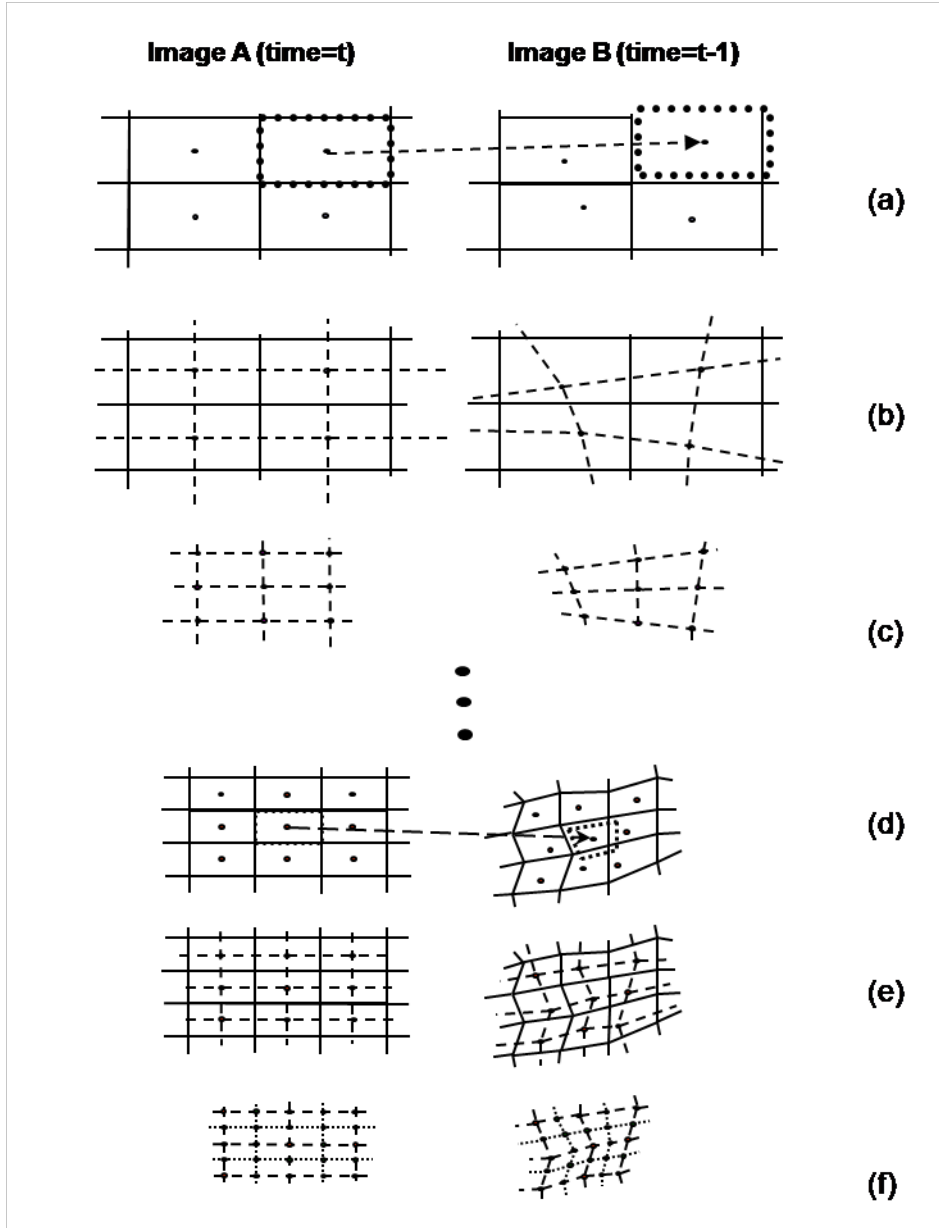 Image A (time=t)
Image B (time=t-1)
(a)
(b)
(c)
(d)
(e)
(f)